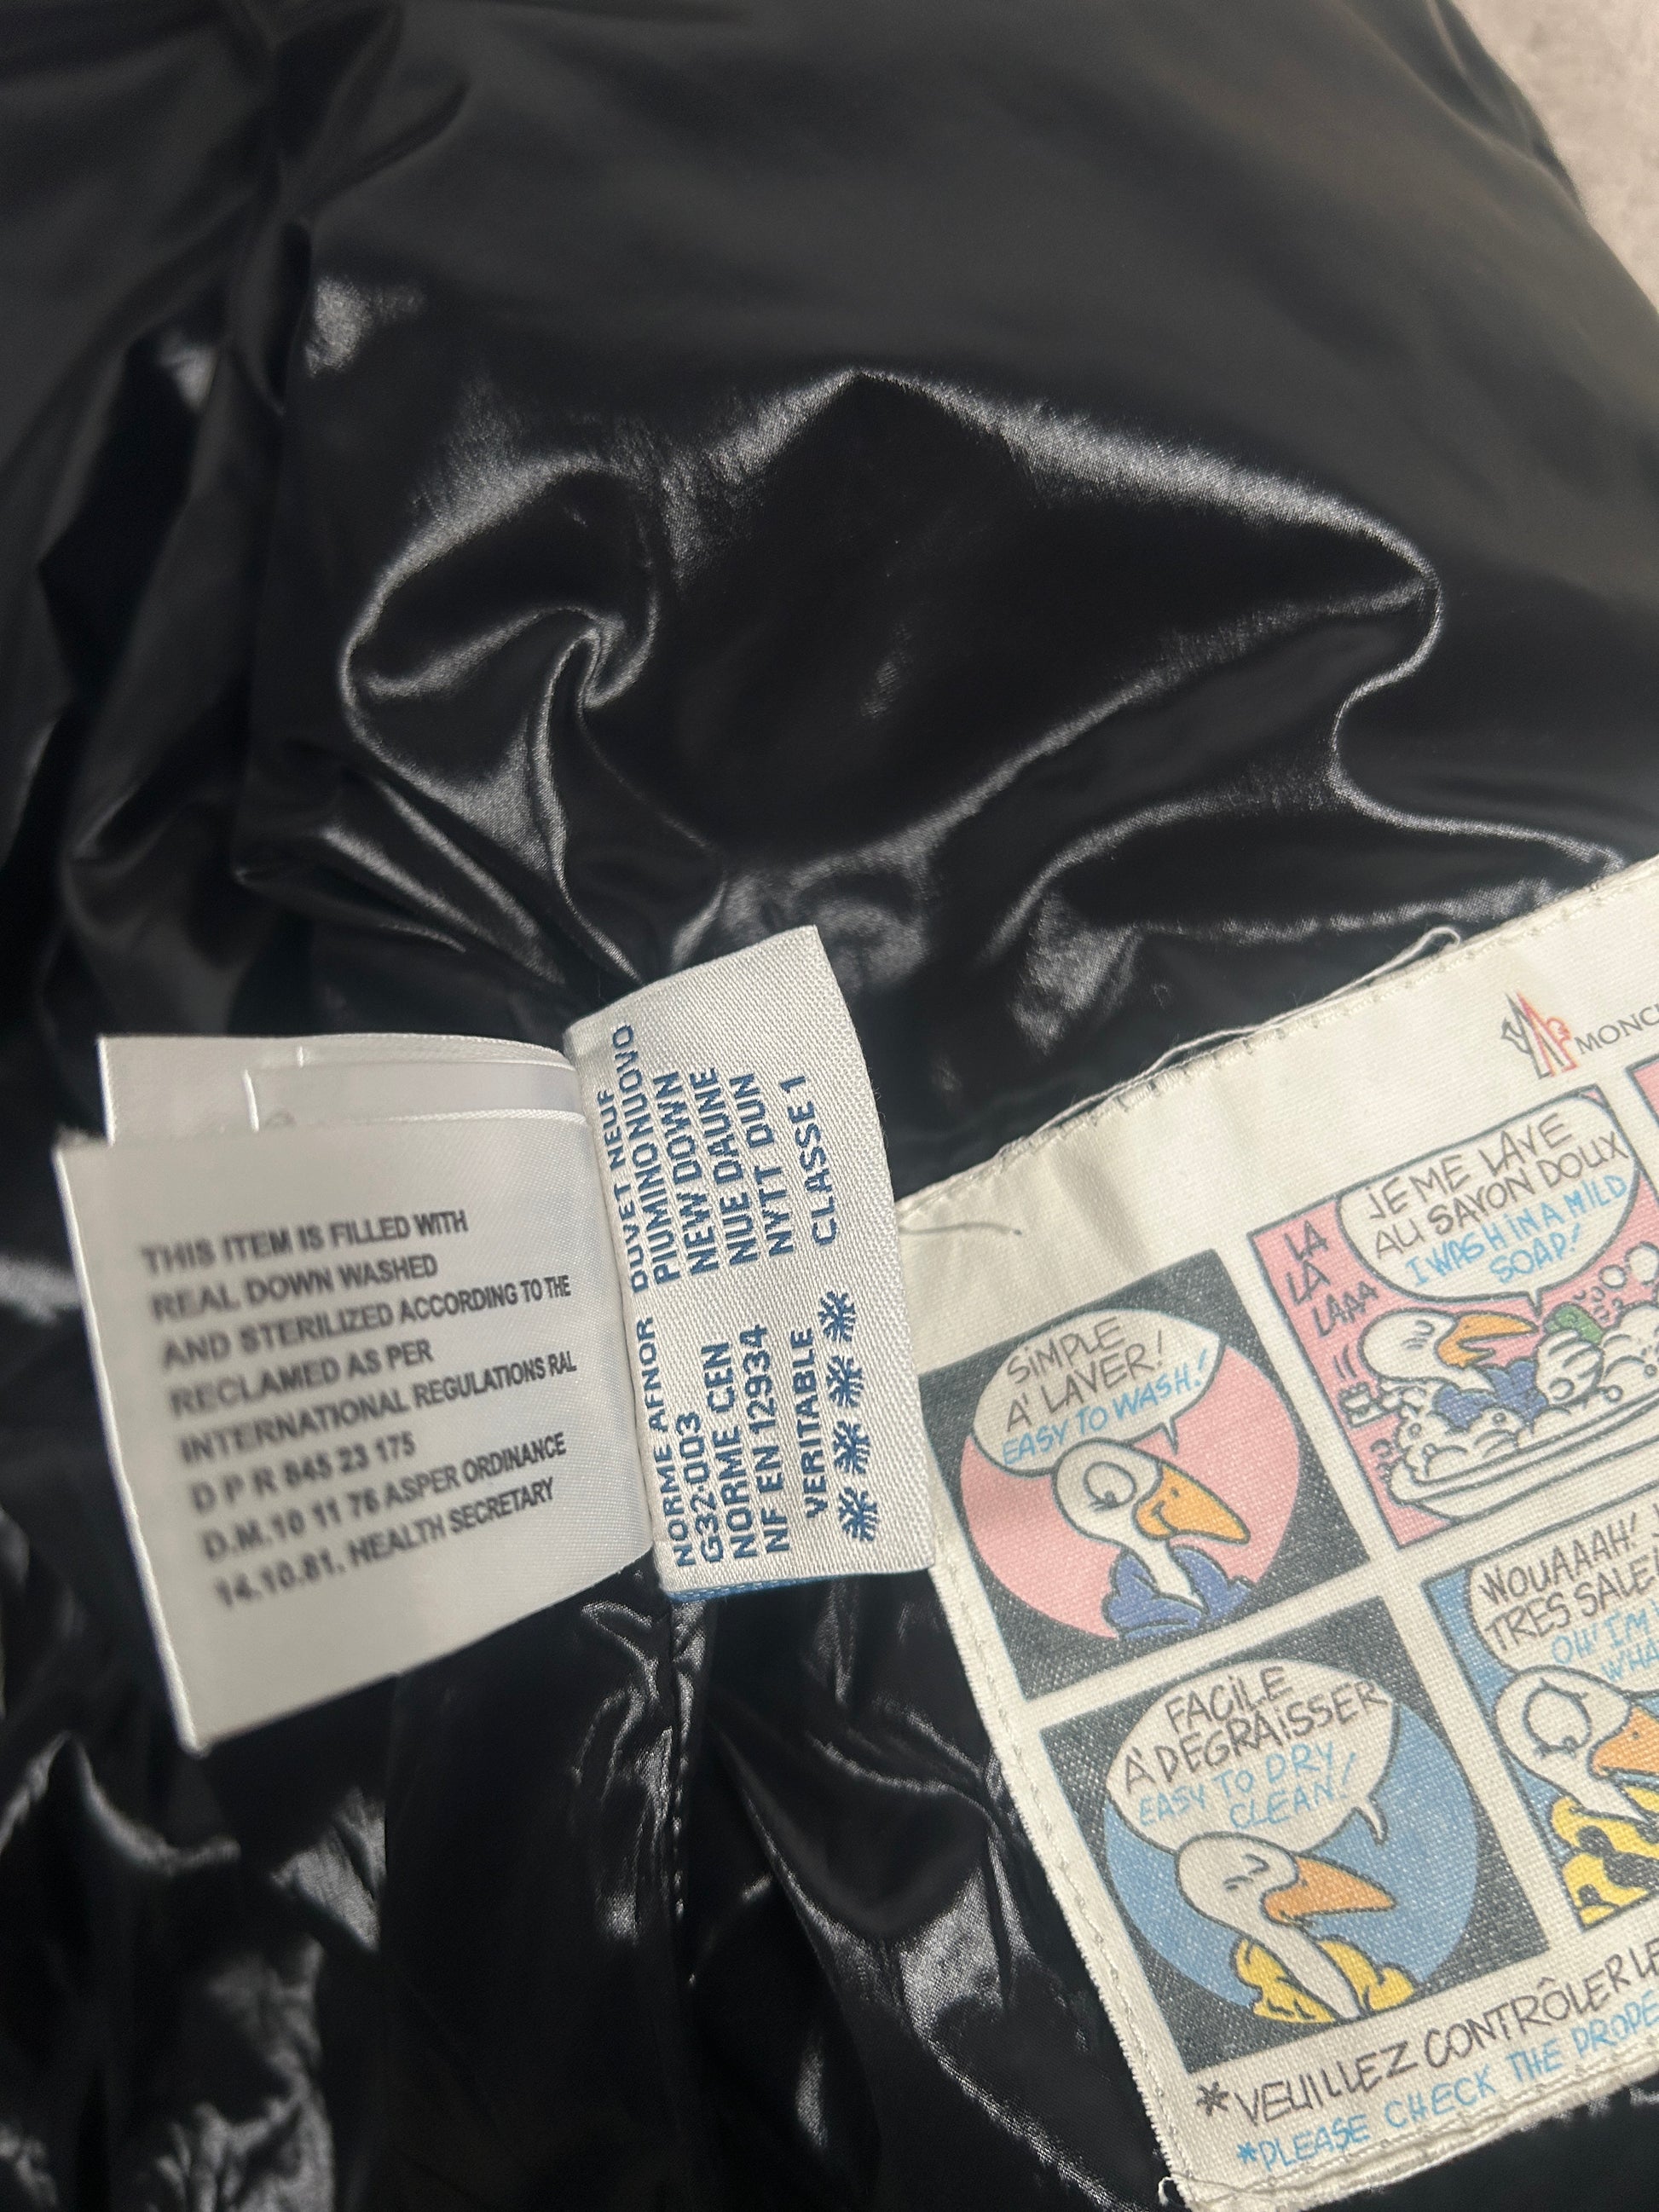 THIS ITEM IS FILLED WITH
REAL DOWN WASHED
AND STERILIZED ACCORDING TO THE
RECLAMED AS PER
INTERNATIONAL REGULATIONS RAL
D P R 845 23 175
D.M.10 11 76 ASPER ORDINANCE
14.10.81. HEALTH SECRETARY
NORME AFNOR DUVET NEUF
G32-003 PIUMINO NUOVO
NORME CEN NEW DOWN
NF EN 12934 NUE DAUNE
NYTT DUN
VERITABLE CLASSE 1
LA
LA
LAAA
JE ME LAVE
AU SAVON DOUX
I WASH IN A MILD
SOAP!
SIMPLE
A' LAVER!
EASY TO WASH!
WOUAAAH!
TRES SALE
OH! I'M
FACILE
A' DEGRAISSER
EASY TO DRY
CLEAN!
*VEUILLEZ CONTRÔLER
*PLEASE CHECK THE